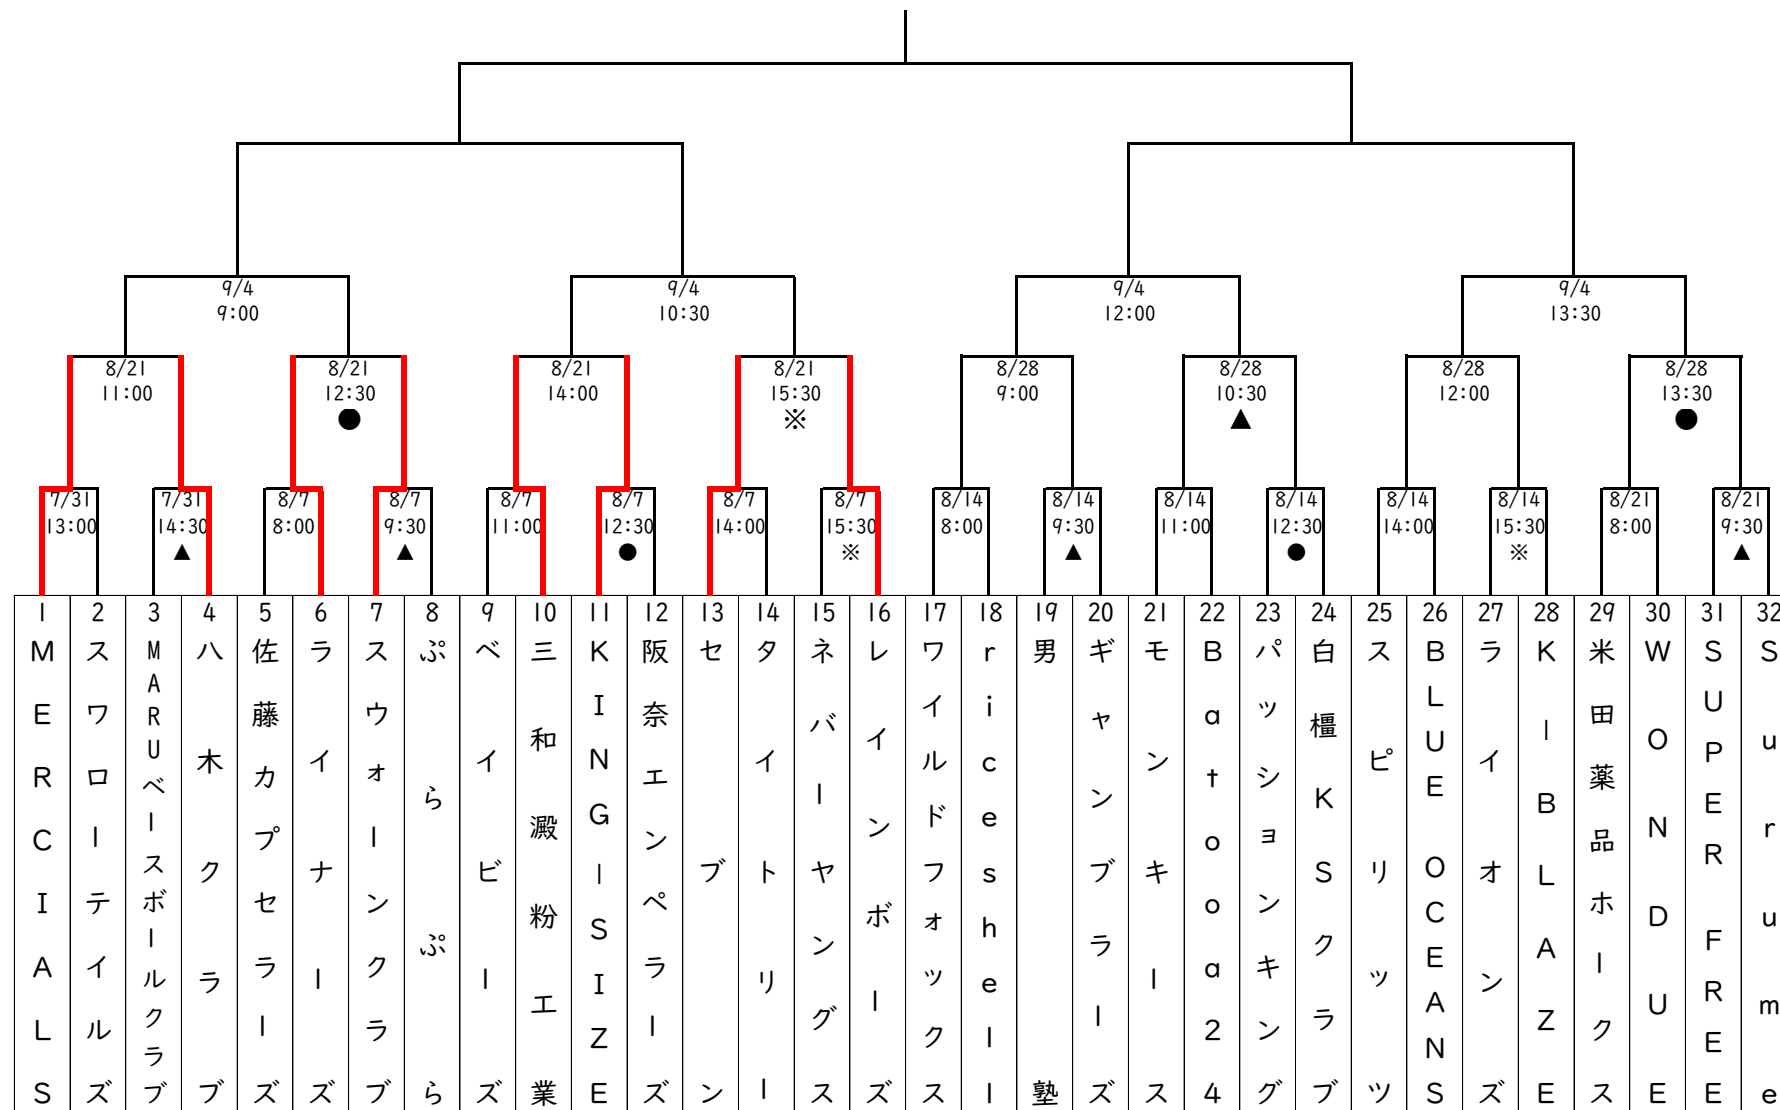 9/4
9:00
9/4
10:30
9/4
12:00
9/4
13:30
8/21
11:00
8/21
12:30
●
8/21
14:00
8/21
15:30
※
8/28
9:00
8/28
10:30
▲
8/28
12:00
8/28
13:30
●
7/31
13:00
7/31
14:30
▲
8/7
8:00
8/7
9:30
▲
8/7
11:00
8/7
12:30
●
8/7
14:00
8/7
15:30
※
8/14
8:00
8/14
9:30
▲
8/14
11:00
8/14
12:30
●
8/14
14:00
8/14
15:30
※
8/21
8:00
8/21
9:30
▲
1 MERCIALS
2 スワローテイルズ
3 MARUベースボールクラブ
4 ハ木クラブ
5 佐藤カプセラーズ
6 ライナーズ
7 スウォーンクラブ
8 ぷらぷら
9 ベイビーズ
10 三和澱粉工業
11 KING-SIZE
12 阪奈エンペラーズ
13 セブン
14 タイトリー
15 ネバーヤングス
16 レインボーズ
17 ワイルドフォックス
18 riceshell
19 男塾
20 ギャンブラーズ
21 モンキース
22 Batooa24
23 パッションキング
24 白橿KSクラブ
25 スピリッツ
26 BLUE OCEANS
27 ライオンズ
28 K-BLAZE
29 米田薬品ホークス
30 WONDUE
31 SUPER FREE
32 Surume